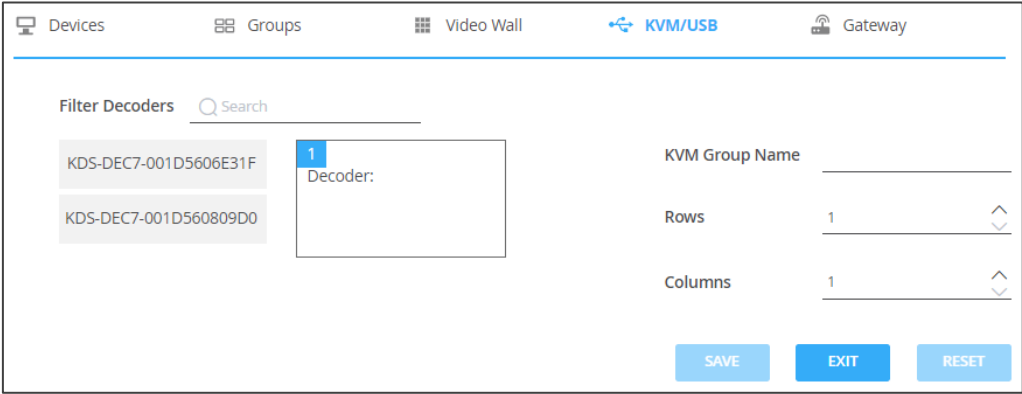 Devices
Groups
Video Wall
KVM/USB
Gateway
Filter Decoders
Search
KDS-DEC7-001D5606E31F
KDS-DEC7-001D560809D0
1
Decoder:
KVM Group Name
Rows
1
Columns
1
SAVE
EXIT
RESET